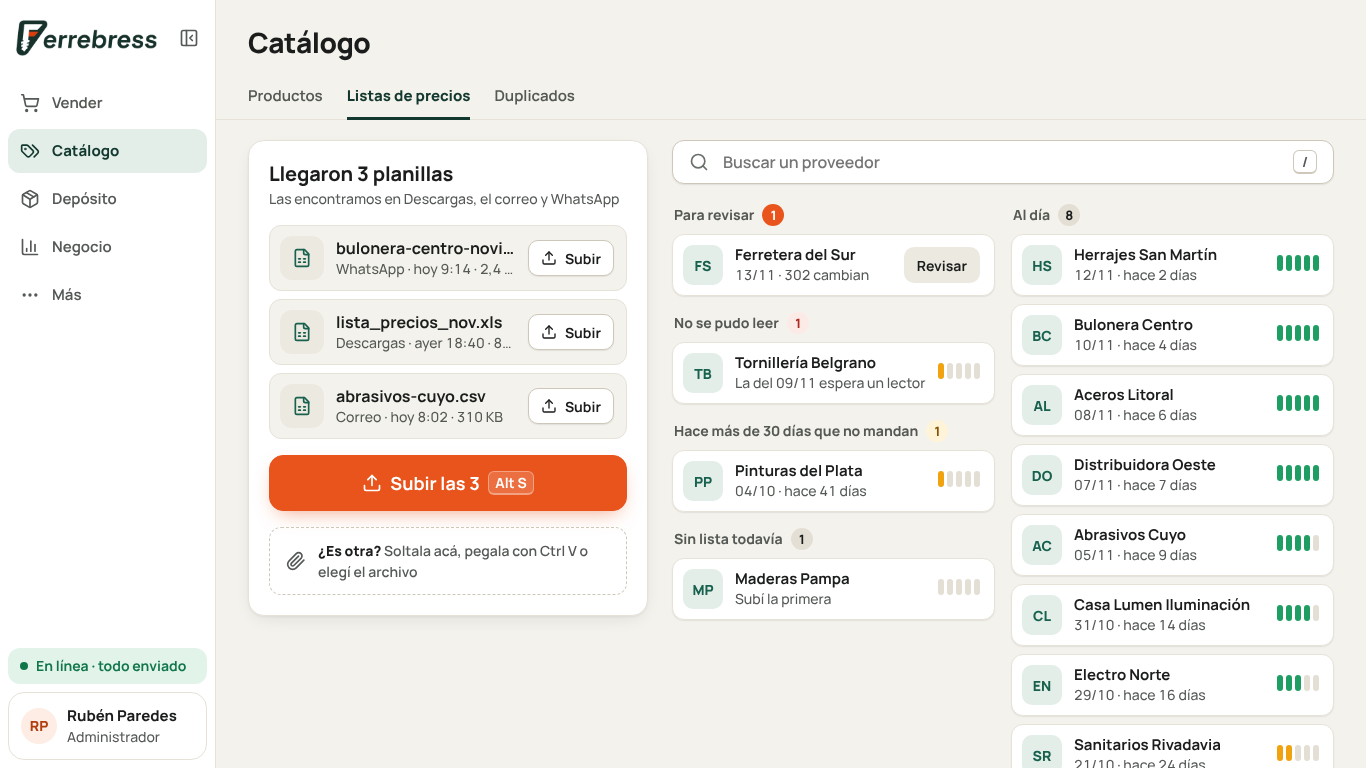 Ferrebress
Vender
Catálogo
Depósito
Negocio
Más
En línea · todo enviado
RP
Rubén Paredes
Administrador
Catálogo
Productos
Listas de precios
Duplicados
Llegaron 3 planillas
Las encontramos en Descargas, el correo y WhatsApp
bulonera-centro-novi...
WhatsApp · hoy 9:14 · 2,4 ...
Subir
lista_precios_nov.xls
Descargas · ayer 18:40 · 8...
Subir
abrasivos-cuyo.csv
Correo · hoy 8:02 · 310 KB
Subir
Subir las 3 Alt S
¿Es otra? Soltala acá, pegala con Ctrl V o
elegí el archivo
Buscar un proveedor /
Para revisar 1
FS
Ferretera del Sur
13/11 · 302 cambian
Revisar
No se pudo leer 1
TB
Tornillería Belgrano
La del 09/11 espera un lector
Hace más de 30 días que no mandan 1
PP
Pinturas del Plata
04/10 · hace 41 días
Sin lista todavía 1
MP
Maderas Pampa
Subí la primera
Al día 8
HS
Herrajes San Martín
12/11 · hace 2 días
BC
Bulonera Centro
10/11 · hace 4 días
AL
Aceros Litoral
08/11 · hace 6 días
DO
Distribuidora Oeste
07/11 · hace 7 días
AC
Abrasivos Cuyo
05/11 · hace 9 días
CL
Casa Lumen Iluminación
31/10 · hace 14 días
EN
Electro Norte
29/10 · hace 16 días
SR
Sanitarios Rivadavia
21/10 · hace 24 días